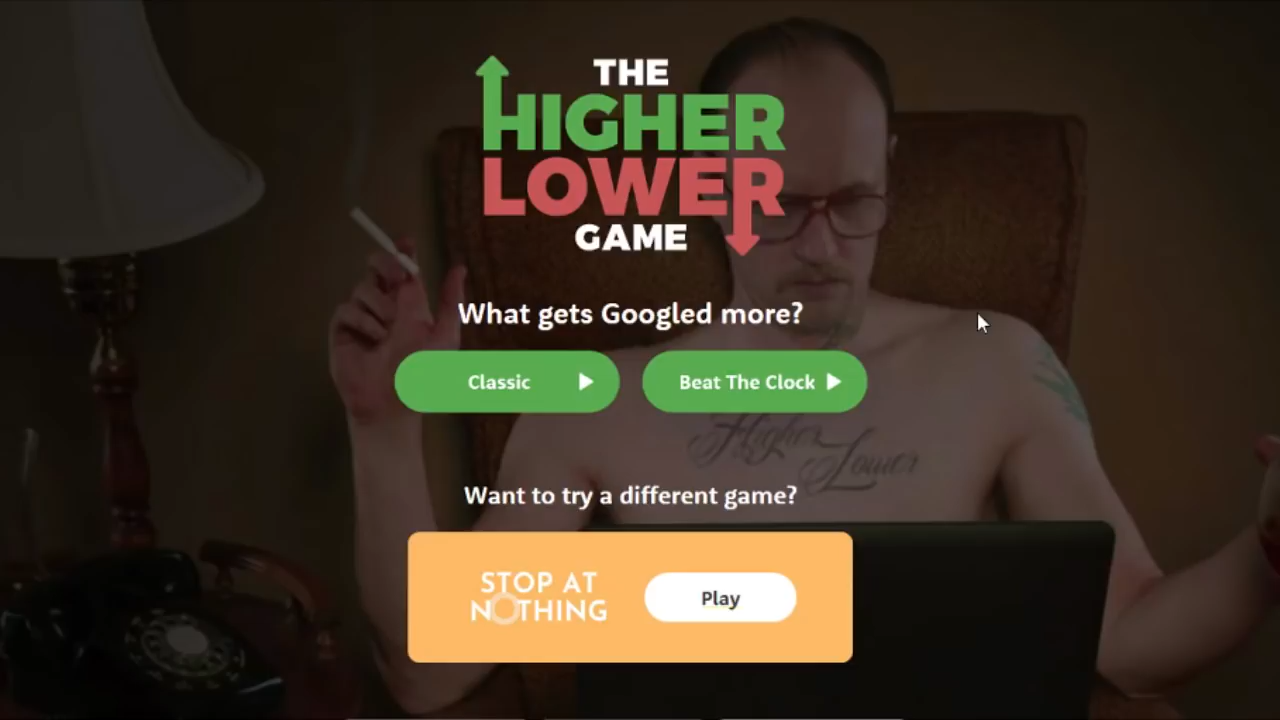 THE
HIGHER
LOWER
GAME
What gets Googled more?
Classic
Beat The Clock
Higher
Lower
Want to try a different game?
STOP AT
NOTHING
Play